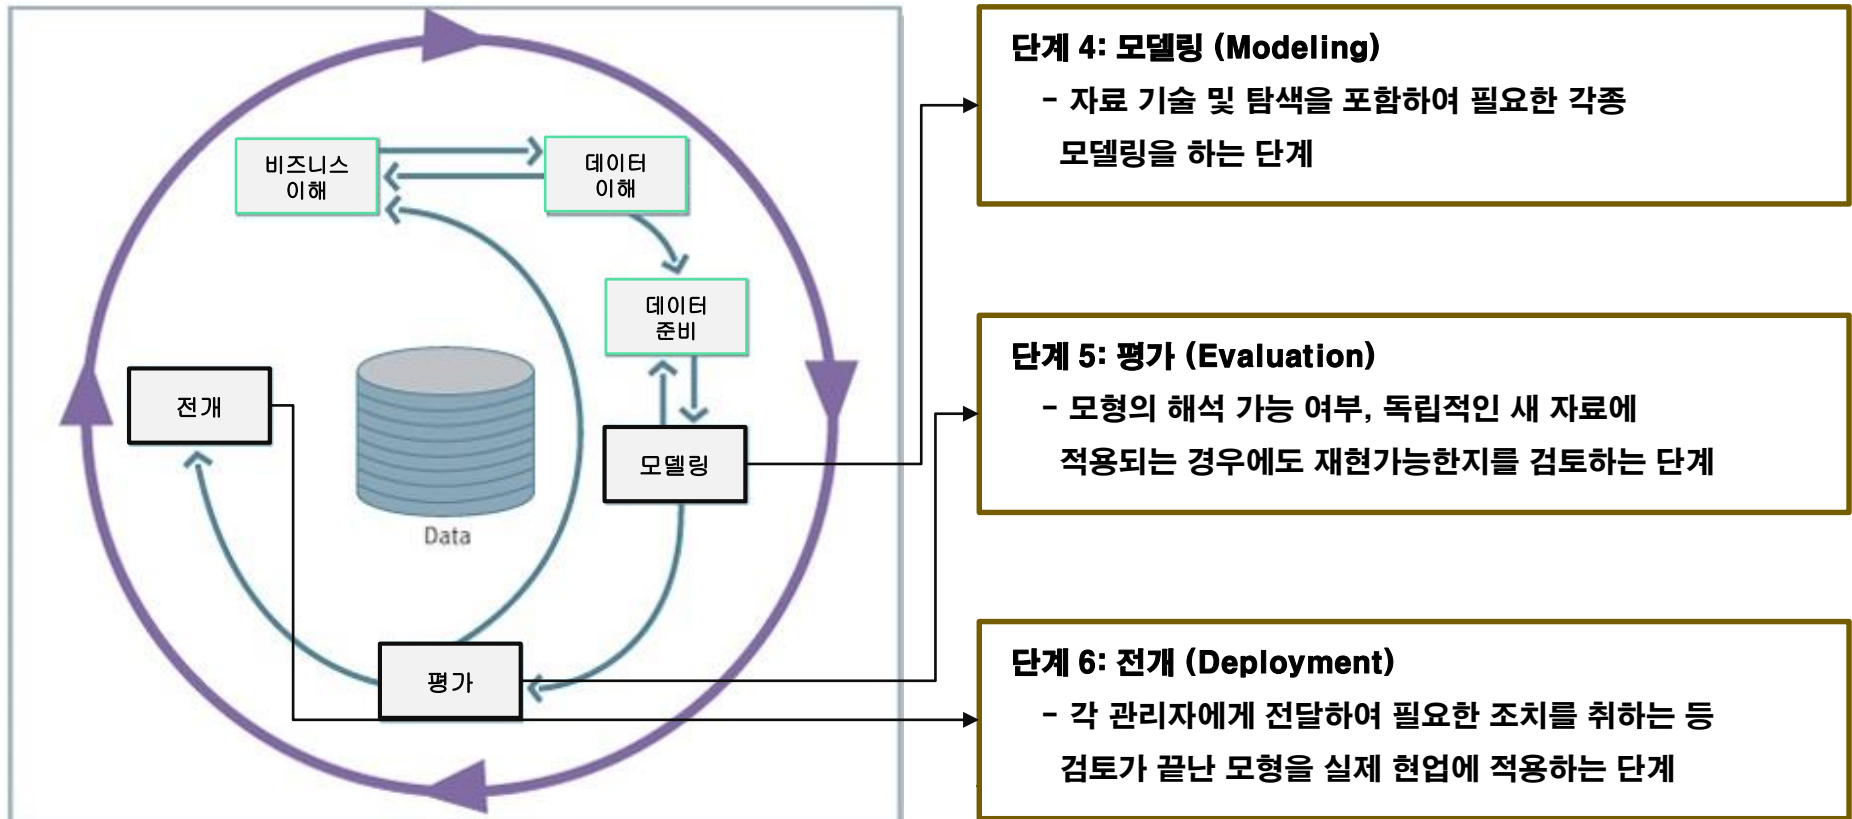 비즈니스
이해
데이터
이해
데이터
준비
전개
모델링
Data
평가
단계 4: 모델링 (Modeling)
- 자료 기술 및 탐색을 포함하여 필요한 각종
모델링을 하는 단계
단계 5: 평가 (Evaluation)
- 모형의 해석 가능 여부, 독립적인 새 자료에
적용되는 경우에도 재현가능한지를 검토하는 단계
단계 6: 전개 (Deployment)
- 각 관리자에게 전달하여 필요한 조치를 취하는 등
검토가 끝난 모형을 실제 현업에 적용하는 단계